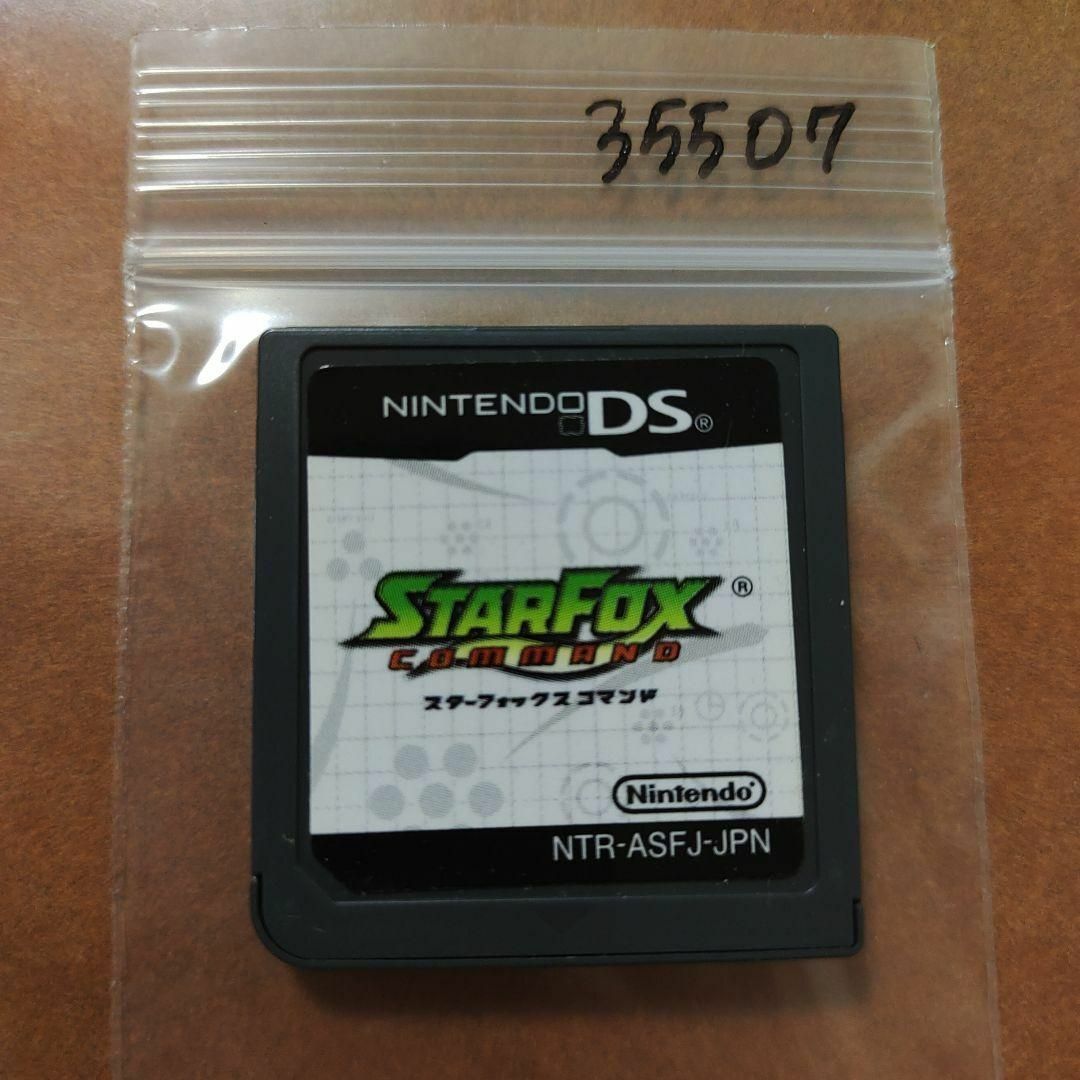 35507
NINTENDO DS®
STARFOX®
COMMAND
スターフォックス コマンド
Nintendo®
NTR-ASFJ-JPN